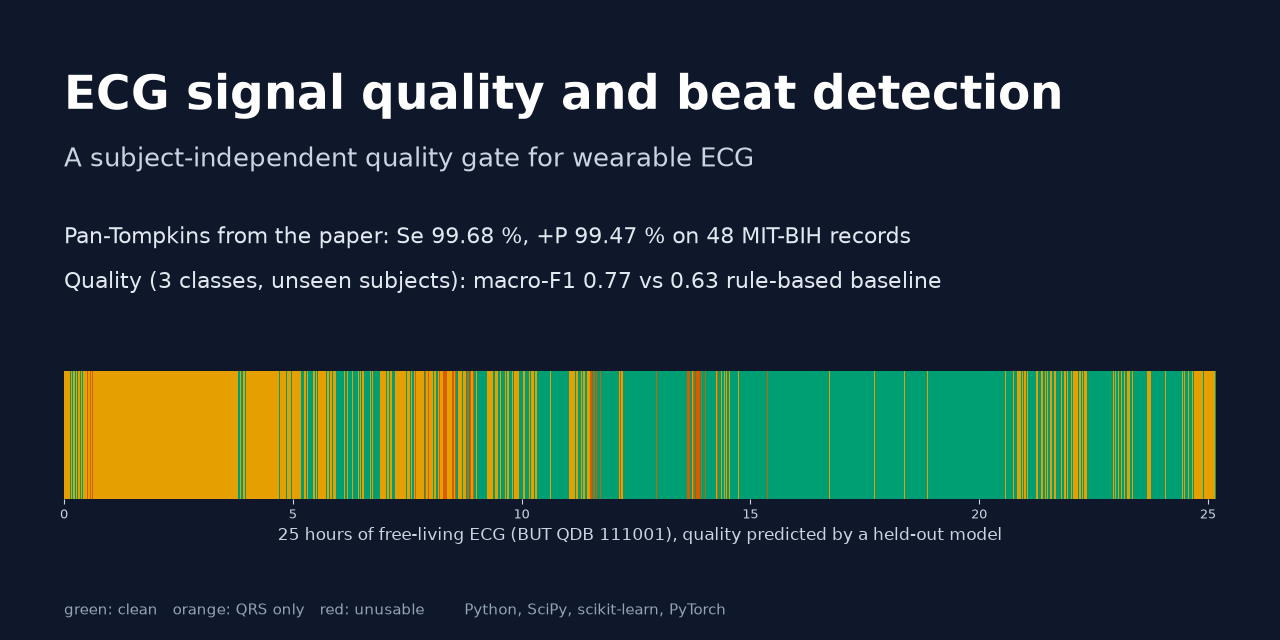 ECG signal quality and beat detection
A subject-independent quality gate for wearable ECG
Pan-Tompkins from the paper: Se 99.68 %, +P 99.47 % on 48 MIT-BIH records
Quality (3 classes, unseen subjects): macro-F1 0.77 vs 0.63 rule-based baseline
0 5 10 15 20 25
25 hours of free-living ECG (BUT QDB 111001), quality predicted by a held-out model
green: clean orange: QRS only red: unusable Python, SciPy, scikit-learn, PyTorch